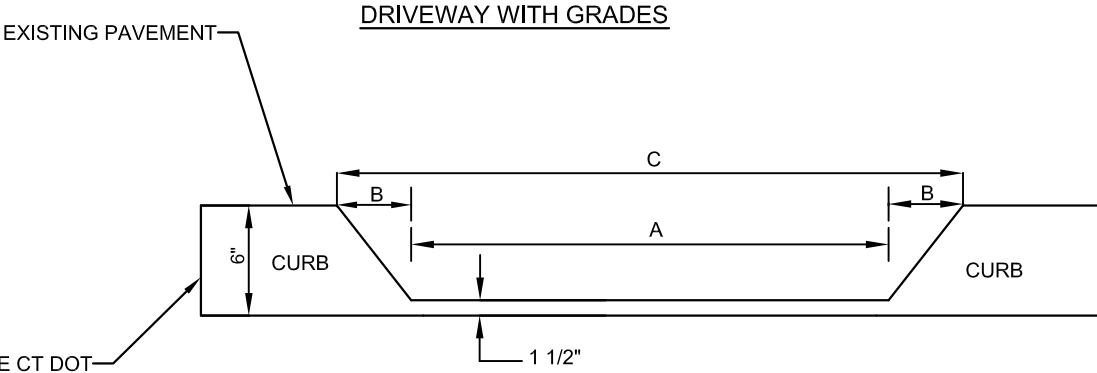 DRIVEWAY WITH GRADES
EXISTING PAVEMENT
C
B
B
A
6"
CURB
CURB
1 1/2"
E CT DOT